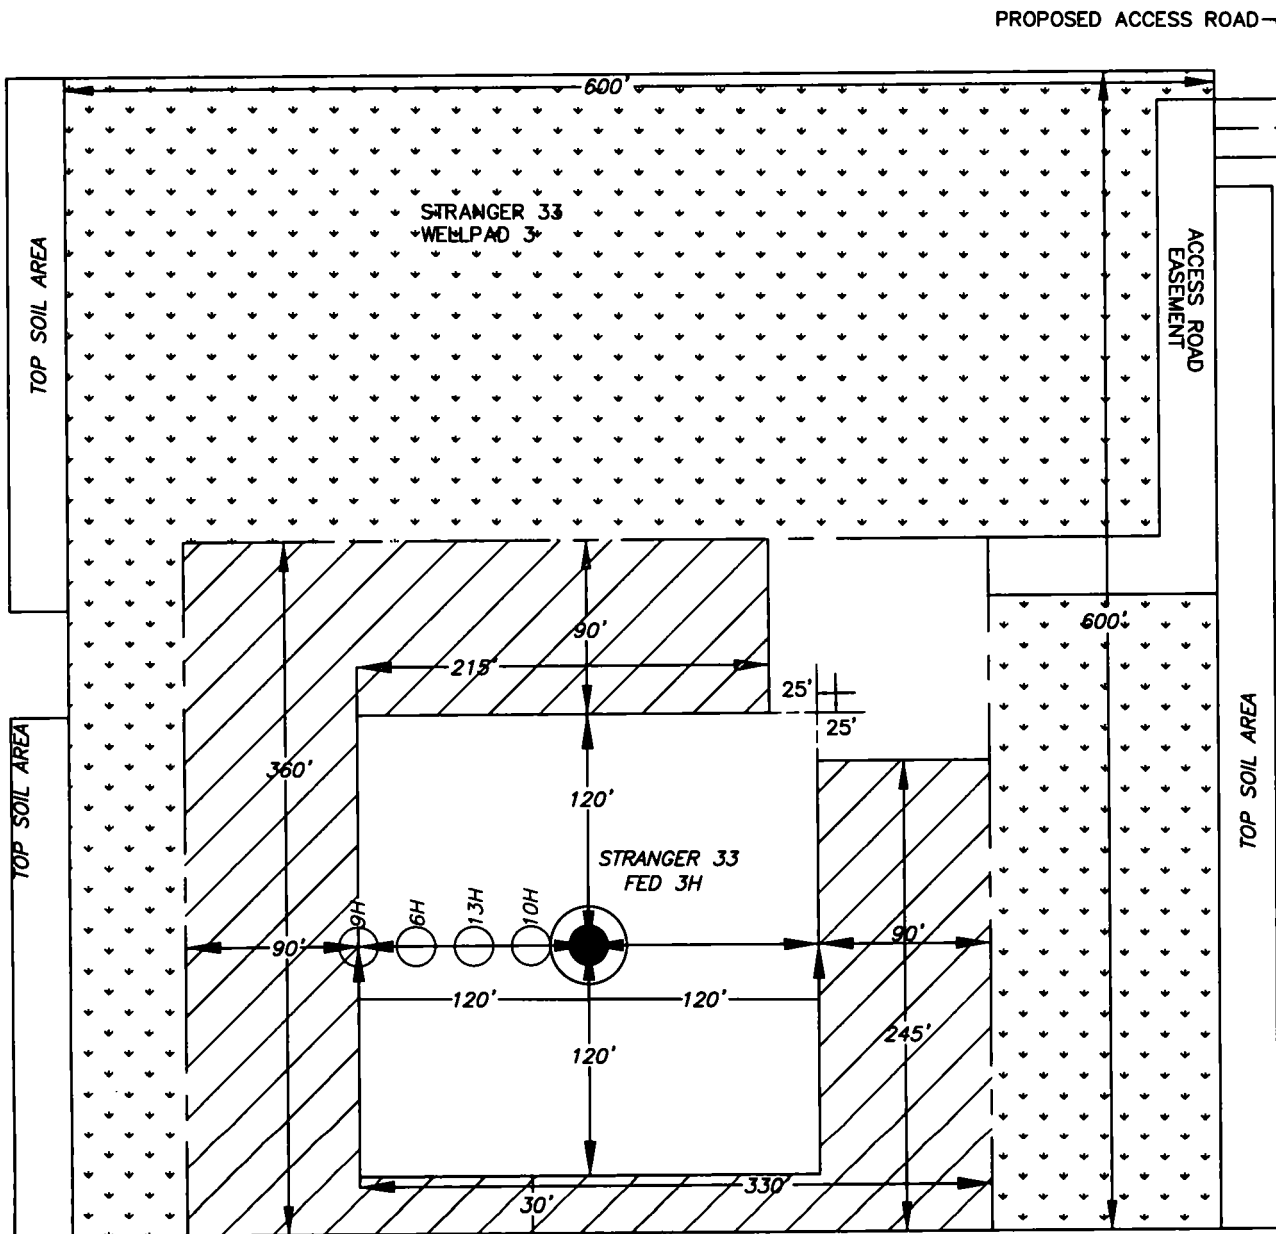 PROPOSED ACCESS ROAD
600'
STRANGER 33
WELLPAD 3
ACCESS ROAD
EASEMENT
TOP SOIL AREA
600'
90'
215'
25'
25'
TOP SOIL AREA
TOP SOIL AREA
360'
120'
STRANGER 33
FED 3H
9H
6H
13H
10H
90'
90'
120'
120'
245'
120'
330'
30'